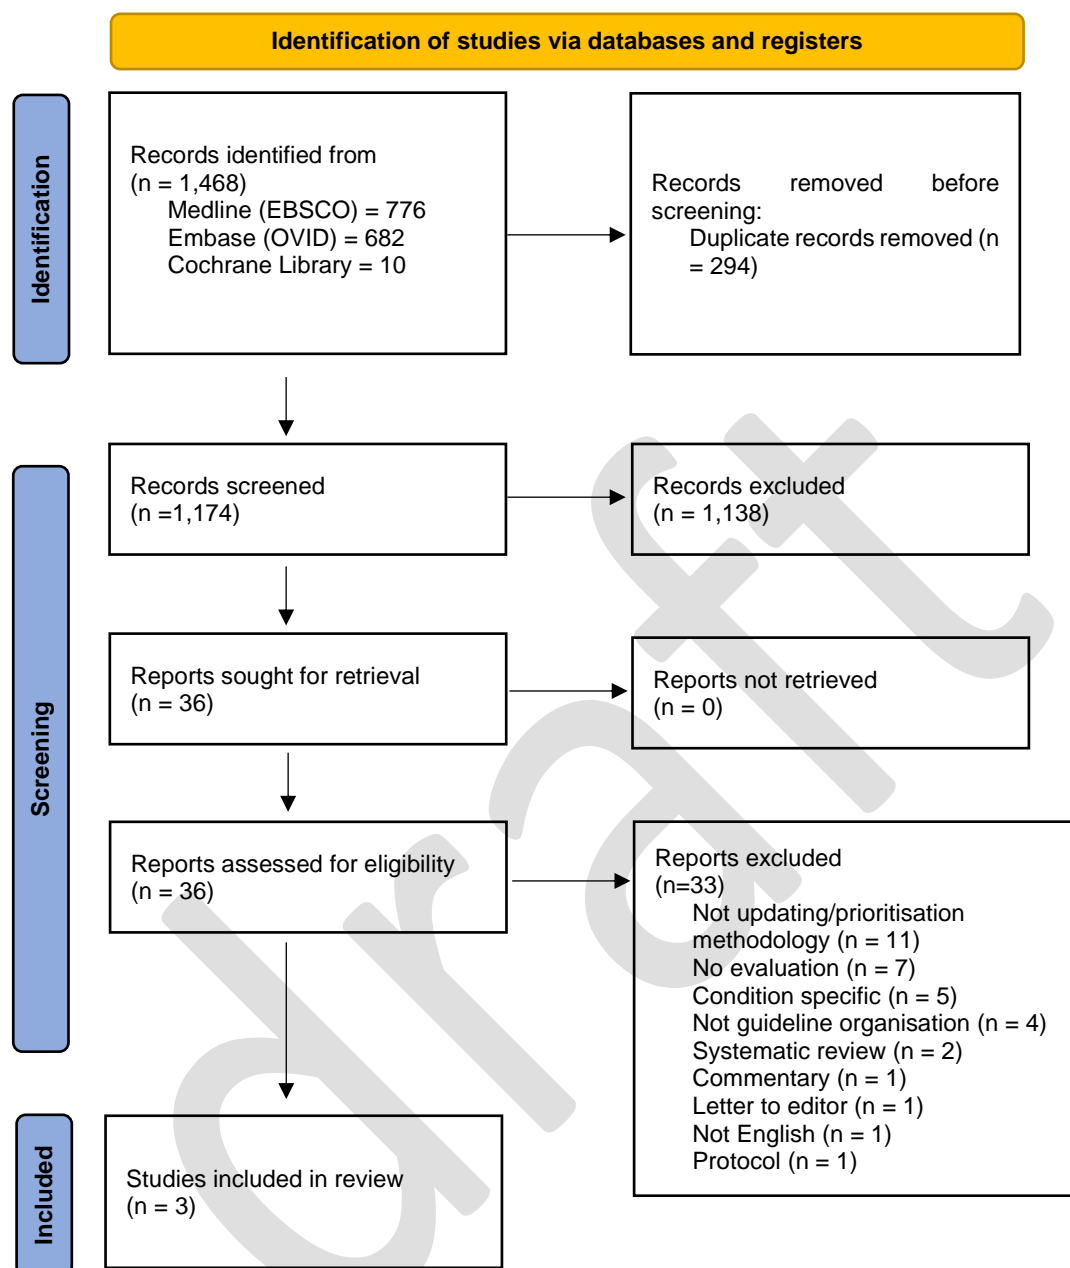 Identification of studies via databases and registers
Identification
Records identified from
(n = 1,468)
Medline (EBSCO) = 776
Embase (OVID) = 682
Cochrane Library = 10
Records removed before
screening:
Duplicate records removed (n
= 294)
Screening
Records screened
(n =1,174)
Records excluded
(n = 1,138)
Reports sought for retrieval
(n = 36)
Reports not retrieved
(n = 0)
Reports assessed for eligibility
(n = 36)
Reports excluded
(n=33)
Not updating/prioritisation
methodology (n = 11)
No evaluation (n = 7)
Condition specific (n = 5)
Not guideline organisation (n = 4)
Systematic review (n = 2)
Commentary (n = 1)
Letter to editor (n = 1)
Not English (n = 1)
Protocol (n = 1)
Included
Studies included in review
(n = 3)
draft